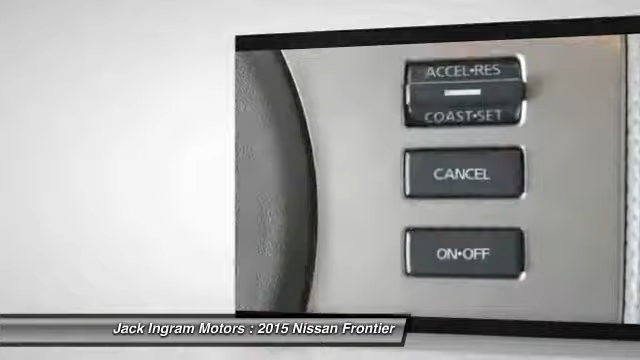 ACCEL•RES
COAST•SET
CANCEL
ON•OFF
Jack Ingram Motors : 2015 Nissan Frontier